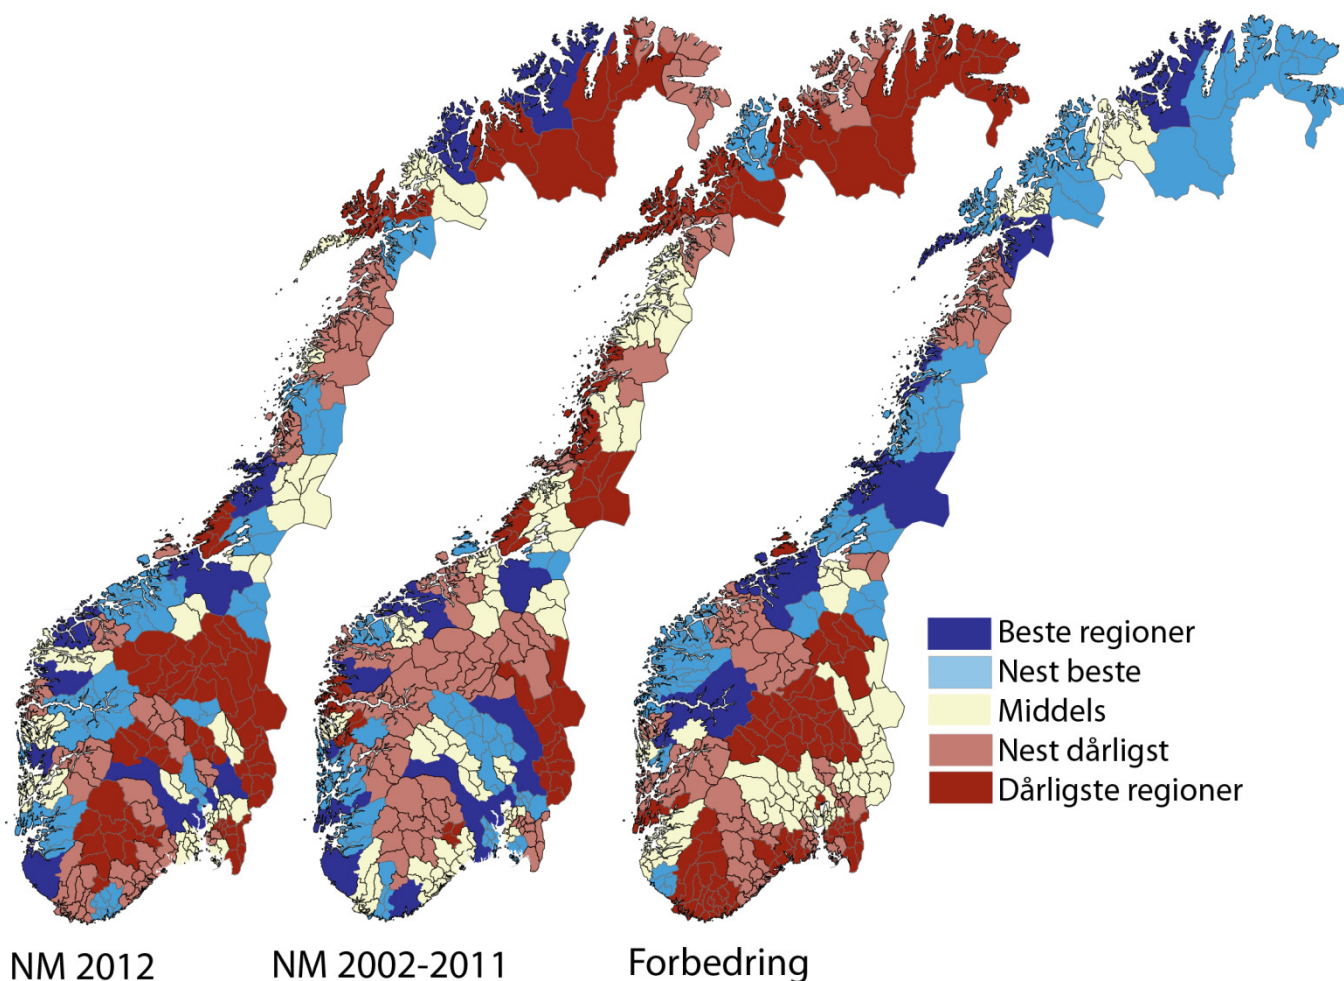 Beste regioner
Nest beste
Middels
Nest dårligst
Dårligste regioner
NM 2012
NM 2002-2011
Forbedring